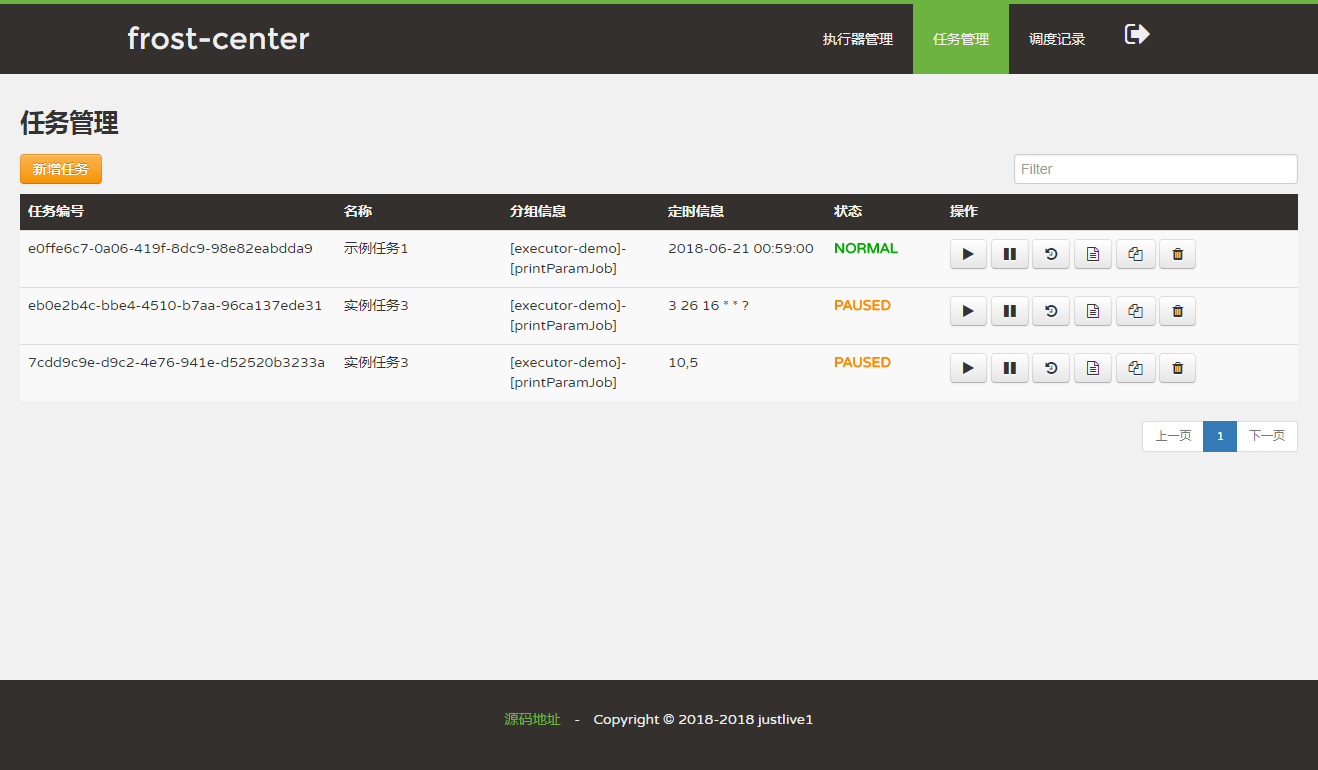 frost-center
执行器管理 任务管理 调度记录
任务管理
新增任务 Filter
任务编号 名称 分组信息 定时信息 状态 操作
e0ffe6c7-0a06-419f-8dc9-98e82eabdda9 示例任务1 [executor-demo]- 2018-06-21 00:59:00 NORMAL
[printParamJob]
eb0e2b4c-bbe4-4510-b7aa-96ca137ede31 实例任务3 [executor-demo]- 3 26 16 * * ? PAUSED
[printParamJob]
7cdd9c9e-d9c2-4e76-941e-d52520b3233a 实例任务3 [executor-demo]- 10,5 PAUSED
[printParamJob]
上一页 1 下一页
源码地址 - Copyright © 2018-2018 justlive1